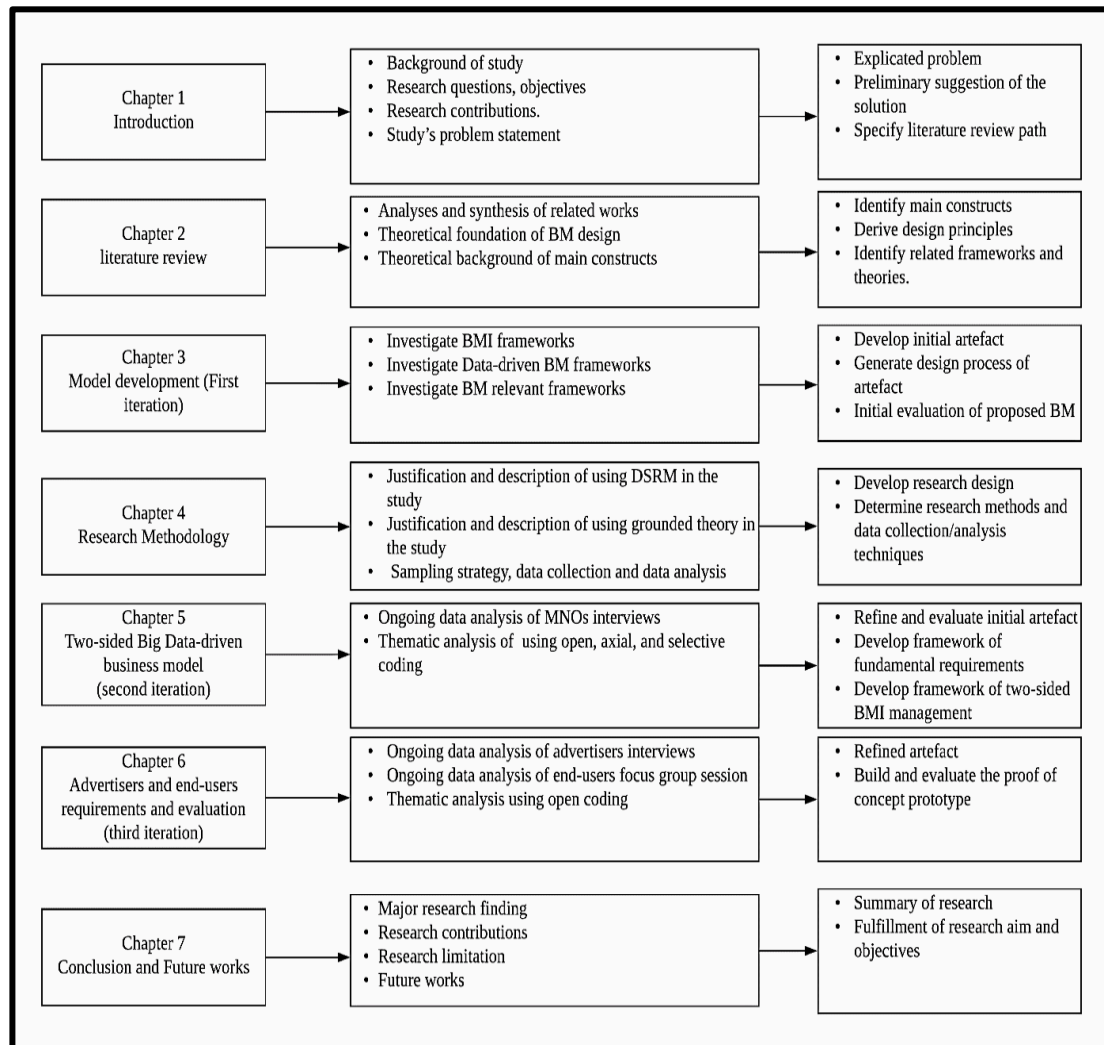 Chapter 1
Introduction
• Background of study
• Research questions, objectives
• Research contributions.
• Study’s problem statement
• Explicated problem
• Preliminary suggestion of the
solution
• Specify literature review path
Chapter 2
literature review
• Analyses and synthesis of related works
• Theoretical foundation of BM design
• Theoretical background of main constructs
• Identify main constructs
• Derive design principles
• Identify related frameworks and
theories.
Chapter 3
Model development (First
iteration)
• Investigate BMI frameworks
• Investigate Data-driven BM frameworks
• Investigate BM relevant frameworks
• Develop initial artefact
• Generate design process of
artefact
• Initial evaluation of proposed BM
Chapter 4
Research Methodology
• Justification and description of using DSRM in the
study
• Justification and description of using grounded theory in
the study
• Sampling strategy, data collection and data analysis
• Develop research design
• Determine research methods and
data collection/analysis
techniques
Chapter 5
Two-sided Big Data-driven
business model
(second iteration)
• Ongoing data analysis of MNOs interviews
• Thematic analysis of using open, axial, and selective
coding
• Refine and evaluate initial artefact
• Develop framework of
fundamental requirements
• Develop framework of two-sided
BMI management
Chapter 6
Advertisers and end-users
requirements and evaluation
(third iteration)
• Ongoing data analysis of advertisers interviews
• Ongoing data analysis of end-users focus group session
• Thematic analysis using open coding
• Refined artefact
• Build and evaluate the proof of
concept prototype
Chapter 7
Conclusion and Future works
• Major research finding
• Research contributions
• Research limitation
• Future works
• Summary of research
• Fulfillment of research aim and
objectives